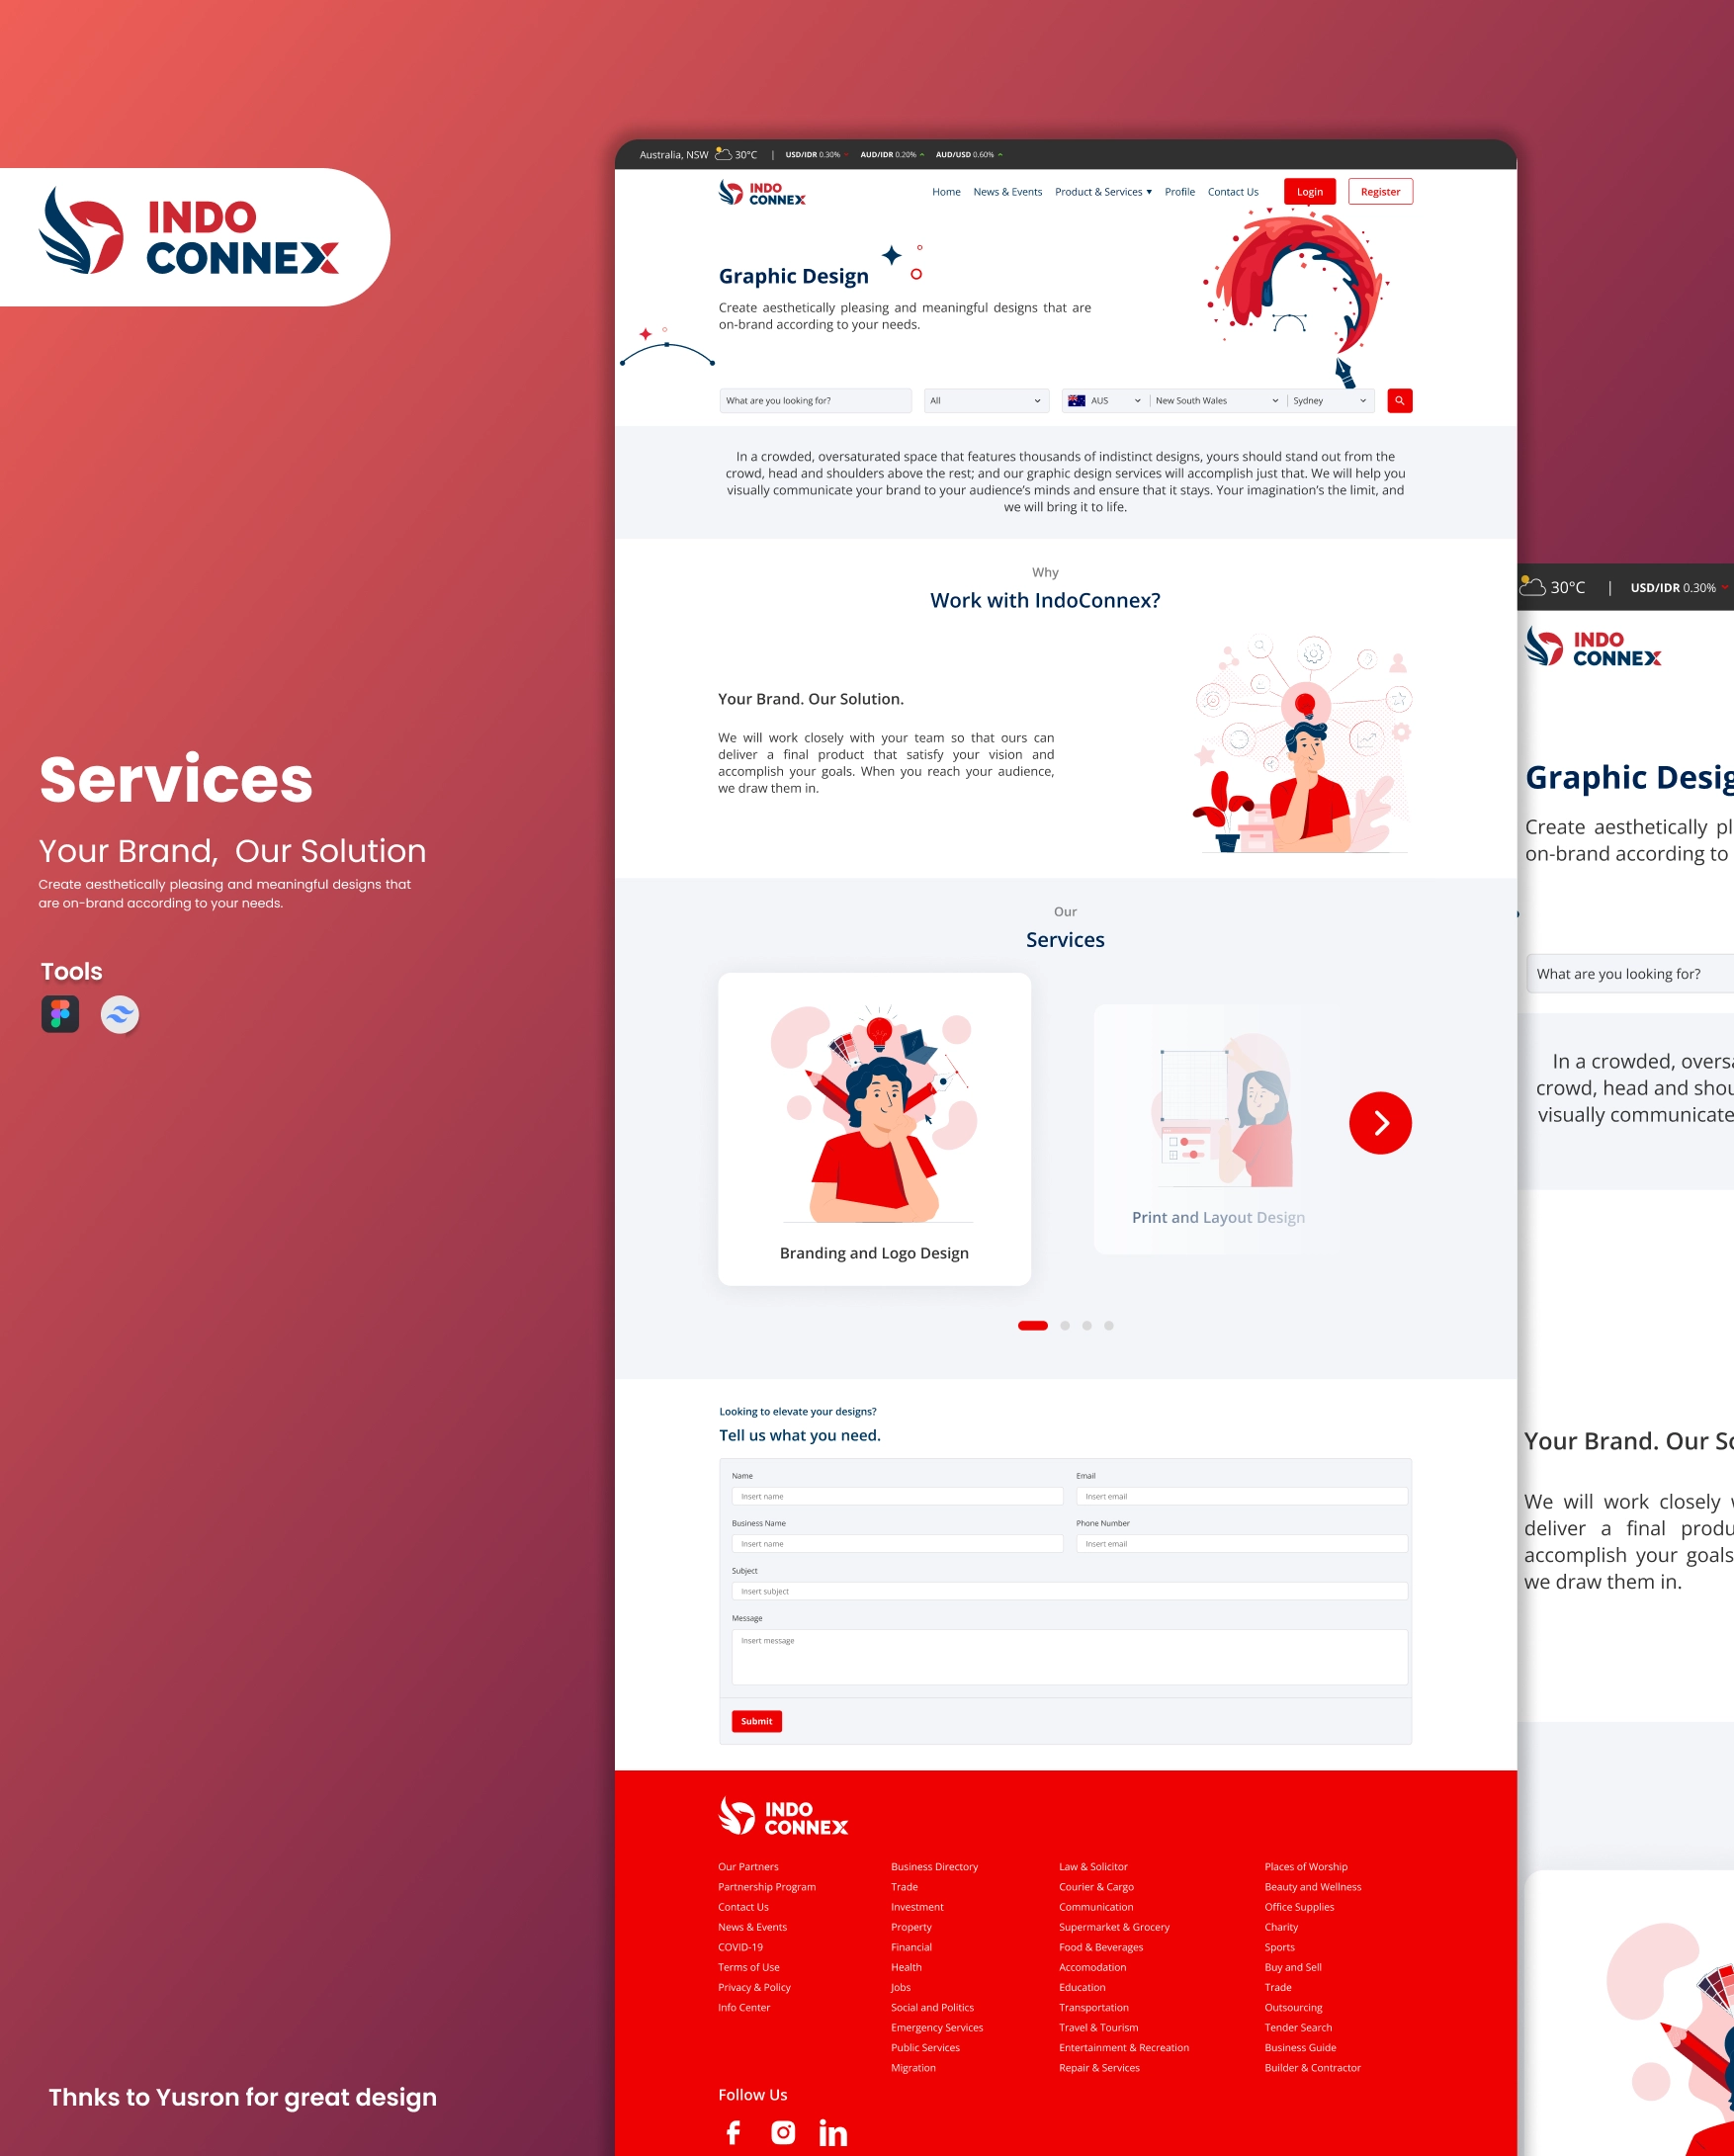 INDO
CONNEX
Services
Your Brand, Our Solution
Create aesthetically pleasing and meaningful designs that
are on-brand according to your needs.
Tools
Thnks to Yusron for great design
Australia, NSW 30°C | USD/IDR 0.30% AUD/IDR 0.20% AUD/USD 0.60%
INDO
CONNEX
Home News & Events Product & Services Profile Contact Us Login Register
Graphic Design
Create aesthetically pleasing and meaningful designs that are
on-brand according to your needs.
What are you looking for? All AUS New South Wales Sydney
In a crowded, oversaturated space that features thousands of indistinct designs, yours should stand out from the
crowd, head and shoulders above the rest; and our graphic design services will accomplish just that. We will help you
visually communicate your brand to your audience's minds and ensure that it stays. Your imagination's the limit, and
we will bring it to life.
Why
Work with IndoConnex?
Your Brand. Our Solution.
We will work closely with your team so that ours can
deliver a final product that satisfy your vision and
accomplish your goals. When you reach your audience,
we draw them in.
Our
Services
Branding and Logo Design
Print and Layout Design
Looking to elevate your designs?
Tell us what you need.
Name Email
Insert name Insert email
Business Name Phone Number
Insert name Insert email
Subject
Insert subject
Message
Insert message
Submit
INDO
CONNEX
Our Partners
Partnership Program
Contact Us
News & Events
COVID-19
Terms of Use
Privacy & Policy
Info Center
Business Directory
Trade
Investment
Property
Financial
Health
Jobs
Social and Politics
Emergency Services
Public Services
Migration
Law & Solicitor
Courier & Cargo
Communication
Supermarket & Grocery
Food & Beverages
Accomodation
Education
Transportation
Travel & Tourism
Entertainment & Recreation
Repair & Services
Places of Worship
Beauty and Wellness
Office Supplies
Charity
Sports
Buy and Sell
Trade
Outsourcing
Tender Search
Business Guide
Builder & Contractor
Follow Us
30°C | USD/IDR 0.30%
INDO
CONNEX
Graphic Desig
Create aesthetically pl
on-brand according to
What are you looking for?
In a crowded, oversa
crowd, head and shou
visually communicate
Your Brand. Our So
We will work closely w
deliver a final produ
accomplish your goals
we draw them in.